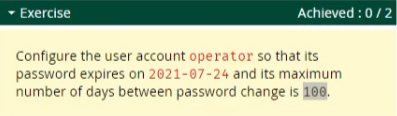 Exercise Achieved : 0 / 2
Configure the user account operator so that its
password expires on 2021-07-24 and its maximum
number of days between password change is 100.